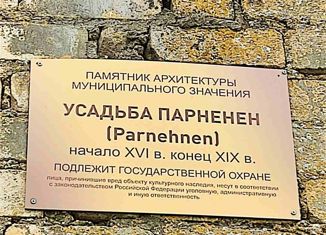 ПАМЯТНИК АРХИТЕКТУРЫ
МУНИЦИПАЛЬНОГО ЗНАЧЕНИЯ
УСАДЬБА ПАРНЕНЕН
(Parnehnen)
начало XVI в. конец XIX в.
ПОДЛЕЖИТ ГОСУДАРСТВЕННОЙ ОХРАНЕ
лица, причинившие вред объекту культурного наследия, несут в соответствии
с законодательством Российской Федерации уголовную, административную
и иную ответственность